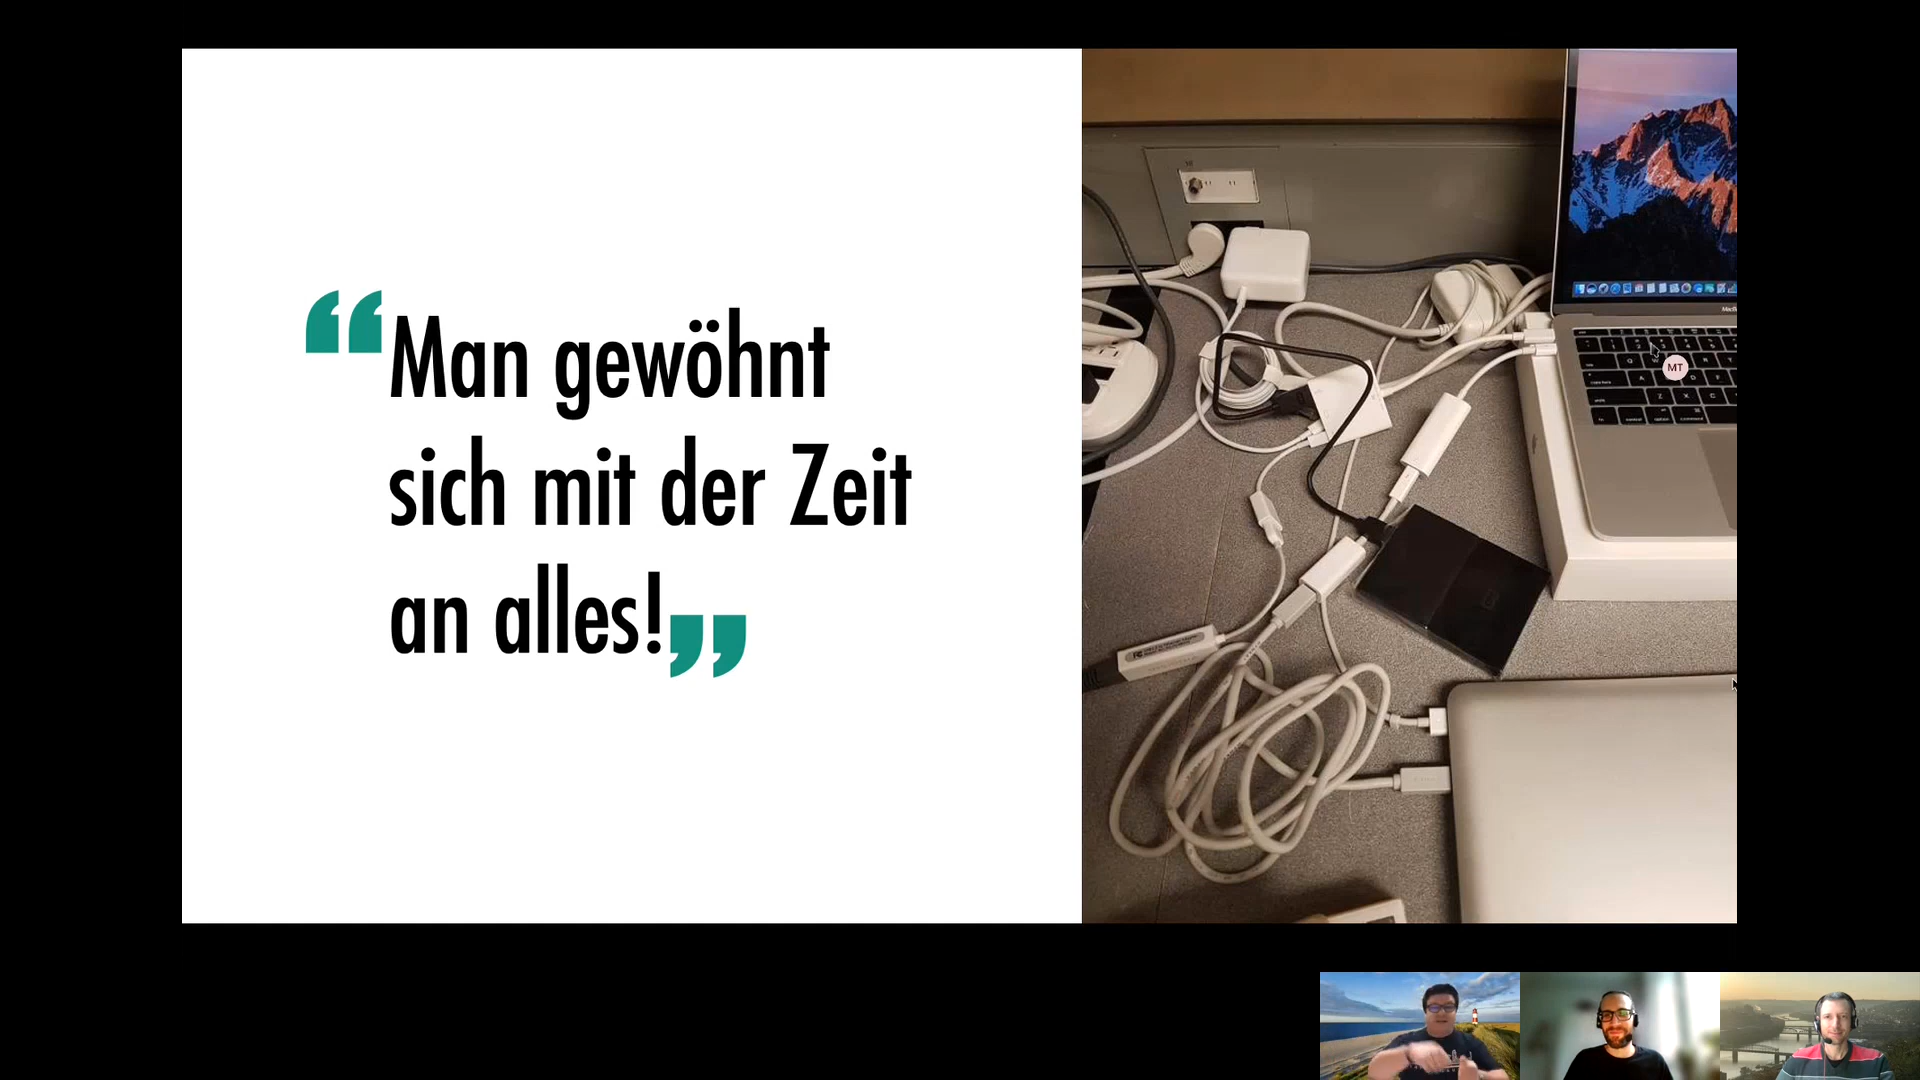 “Man gewöhnt
sich mit der Zeit
an alles!”
MT